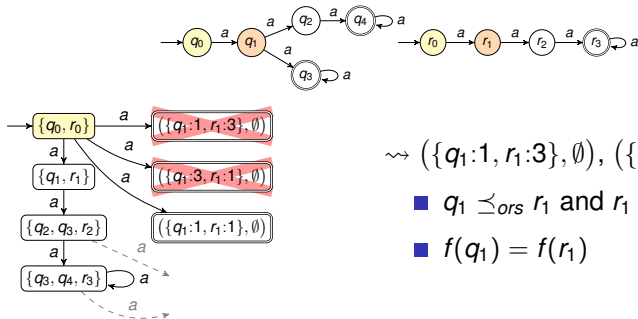 q₀ a q₁ a q₂ a q₄ a
a q₃ a
r₀ a r₁ a r₂ a r₃ a
{q₀, r₀} a ({q₁:1, r₁:3}, ∅)
a a ({q₁:3, r₁:1}, ∅)
{q₁, r₁} a ({q₁:1, r₁:1}, ∅)
a
{q₂, q₃, r₂} a
a
{q₃, q₄, r₃} a
a
⇝ ({q₁:1, r₁:3}, ∅), ({
■ q₁ ⪯ₒᵣₛ r₁ and r₁
■ f(q₁) = f(r₁)